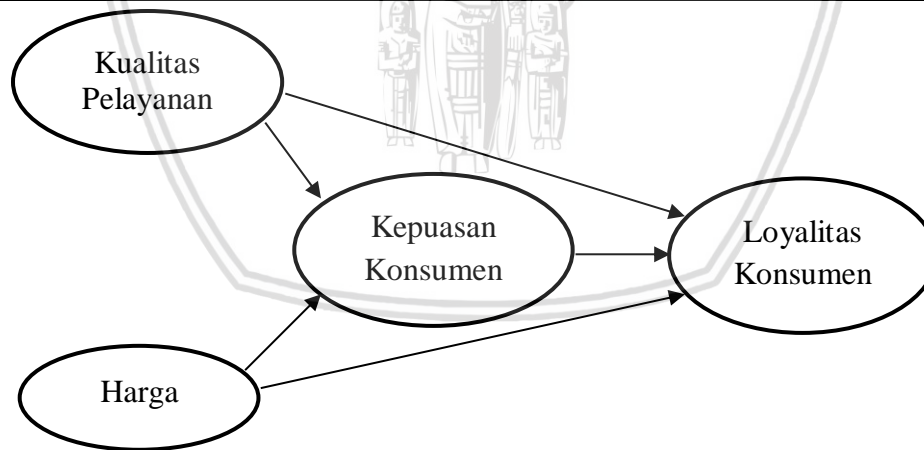 Kualitas
Pelayanan
Kepuasan
Konsumen
Loyalitas
Konsumen
Harga